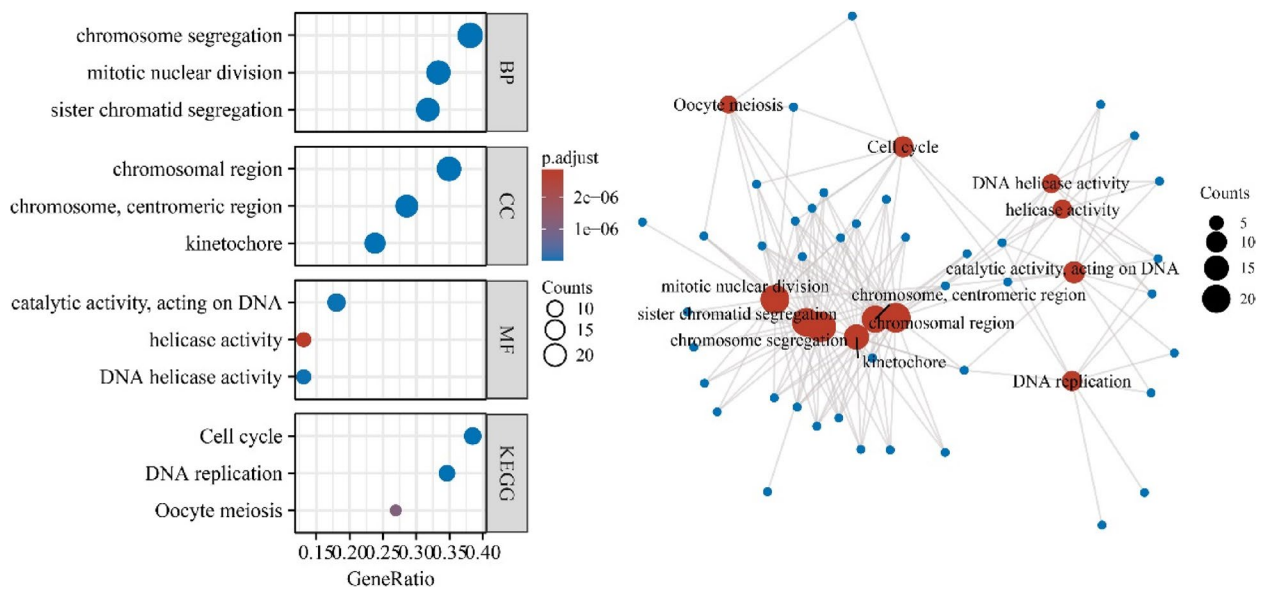 chromosome segregation
mitotic nuclear division
sister chromatid segregation
BP
chromosomal region
chromosome, centromeric region
kinetochore
CC
catalytic activity, acting on DNA
helicase activity
DNA helicase activity
MF
Cell cycle
DNA replication
Oocyte meiosis
KEGG
0.15 0.20 0.25 0.30 0.35 0.40
GeneRatio
p.adjust
2e−06
1e−06
Counts
10
15
20
Oocyte meiosis
Cell cycle
DNA helicase activity
helicase activity
catalytic activity, acting on DNA
mitotic nuclear division
chromosome, centromeric region
sister chromatid segregation
chromosomal region
chromosome segregation
kinetochore
DNA replication
Counts
5
10
15
20